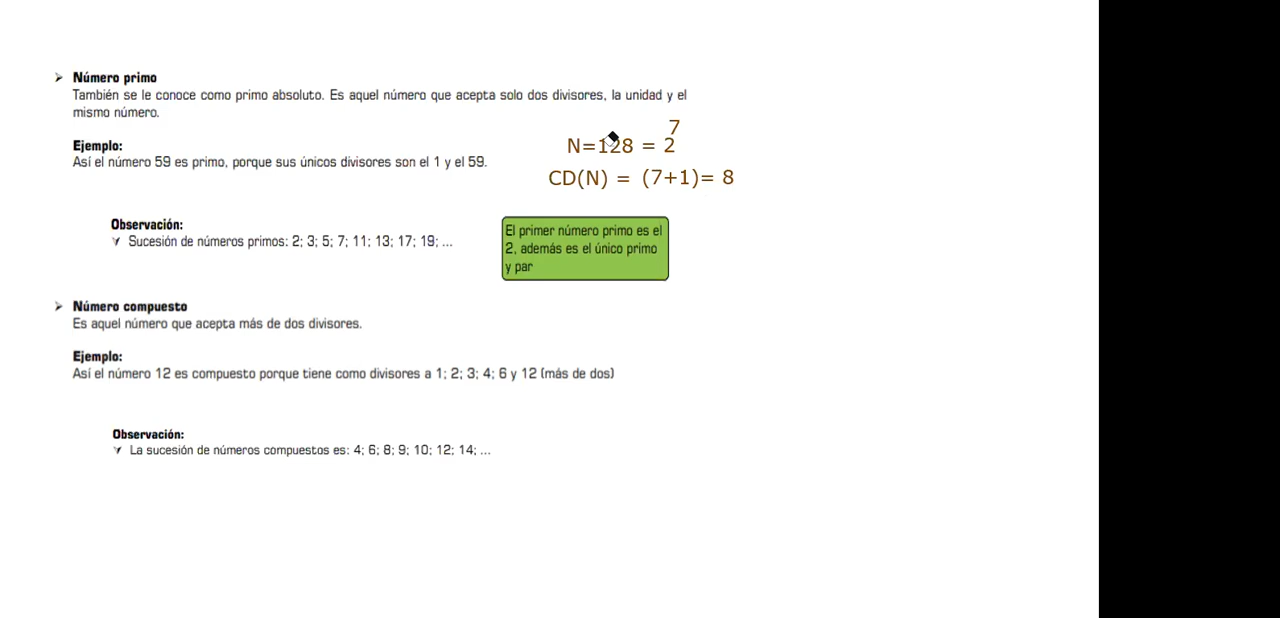 ➢ Número primo
También se le conoce como primo absoluto. Es aquel número que acepta solo dos divisores, la unidad y el
mismo número.
Ejemplo:
Así el número 59 es primo, porque sus únicos divisores son el 1 y el 59.
N=128 = 2^7
CD(N) = (7+1)= 8
Observación:
Sucesión de números primos: 2; 3; 5; 7; 11; 13; 17; 19; ...
El primer número primo es el
2, además es el único primo
y par
➢ Número compuesto
Es aquel número que acepta más de dos divisores.
Ejemplo:
Así el número 12 es compuesto porque tiene como divisores a 1; 2; 3; 4; 6 y 12 (más de dos)
Observación:
La sucesión de números compuestos es: 4; 6; 8; 9; 10; 12; 14; ...